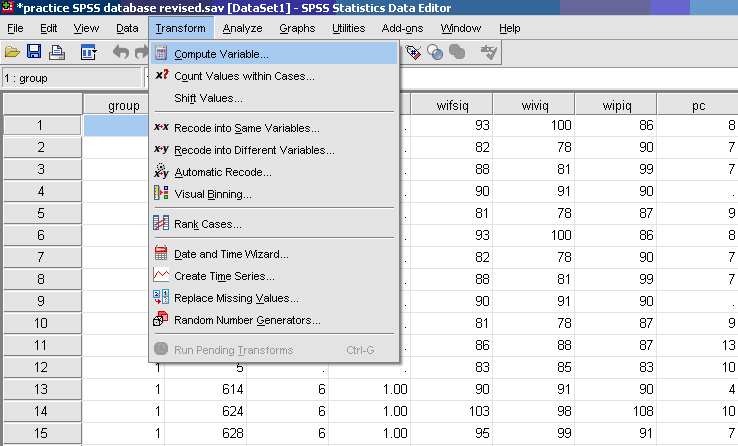 *practice SPSS database revised.sav [DataSet1] - SPSS Statistics Data Editor
File Edit View Data Transform Analyze Graphs Utilities Add-ons Window Help
1 : group
Compute Variable...
Count Values within Cases...
Shift Values...
Recode into Same Variables...
Recode into Different Variables...
Automatic Recode...
Visual Binning...
Rank Cases...
Date and Time Wizard...
Create Time Series...
Replace Missing Values...
Random Number Generators...
Run Pending Transforms Ctrl-G
group wifsiq wiviq wipiq pc
1 . 93 100 86 8
2 . 82 78 90 7
3 . 88 81 99 7
4 . 90 91 90 .
5 . 81 78 87 9
6 . 93 100 86 8
7 . 82 78 90 7
8 . 88 81 99 7
9 . 90 91 90 .
10 . 81 78 87 9
11 . 86 88 87 13
12 1 5 . . 83 85 83 10
13 1 614 6 1.00 90 91 90 4
14 1 624 6 1.00 103 98 108 10
15 1 628 6 1.00 95 99 91 7